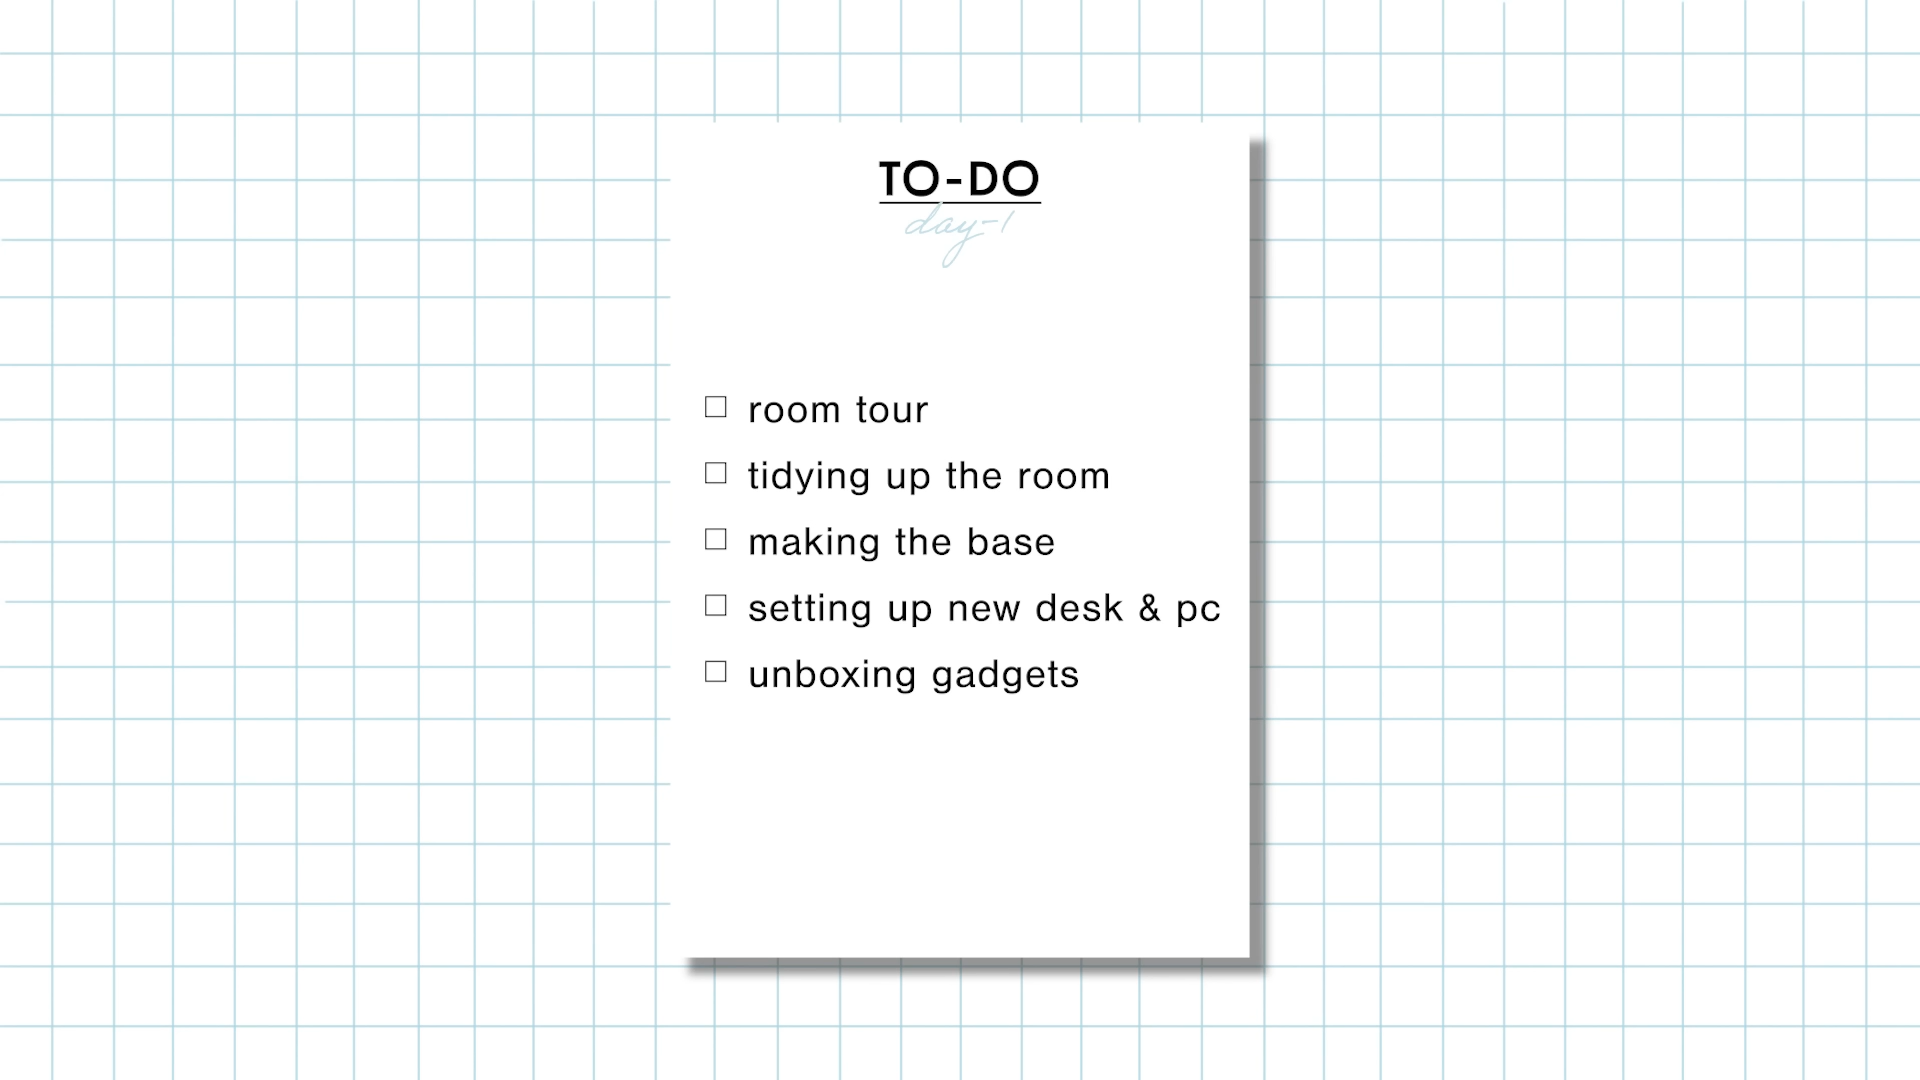 TO-DO
day-1
☐ room tour
☐ tidying up the room
☐ making the base
☐ setting up new desk & pc
☐ unboxing gadgets